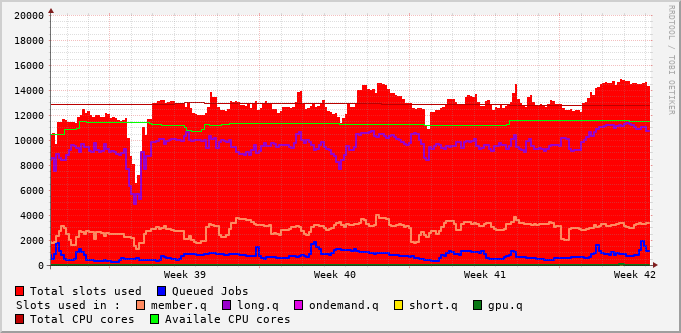 20000
18000
16000
14000
12000
10000
8000
6000
4000
2000
0
RRDTOOL / TOBI OETIKER
Week 39 Week 40 Week 41 Week 42
Total slots used Queued Jobs
Slots used in : member.q long.q ondemand.q short.q gpu.q
Total CPU cores Availale CPU cores